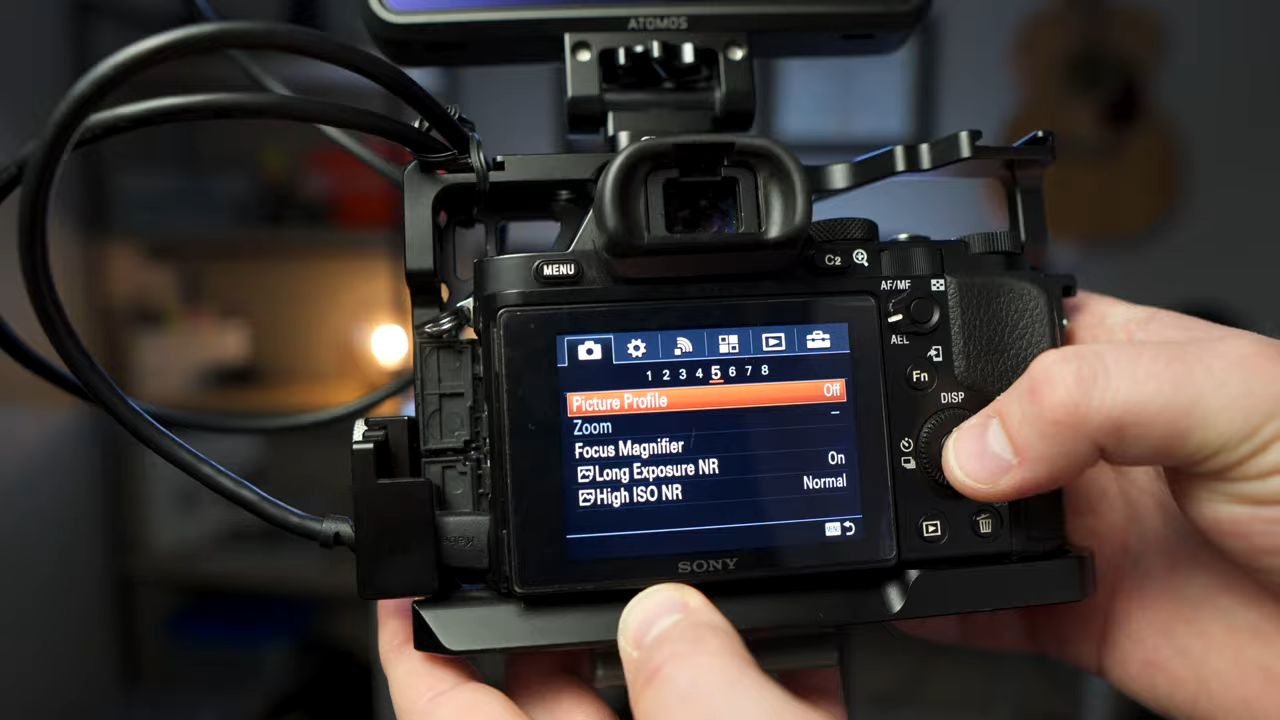 ATOMOS
MENU
C2
AF/MF
AEL
Fn
DISP
1 2 3 4 5 6 7 8
Picture Profile Off
Zoom –
Focus Magnifier
Long Exposure NR On
High ISO NR Normal
MENU
SONY